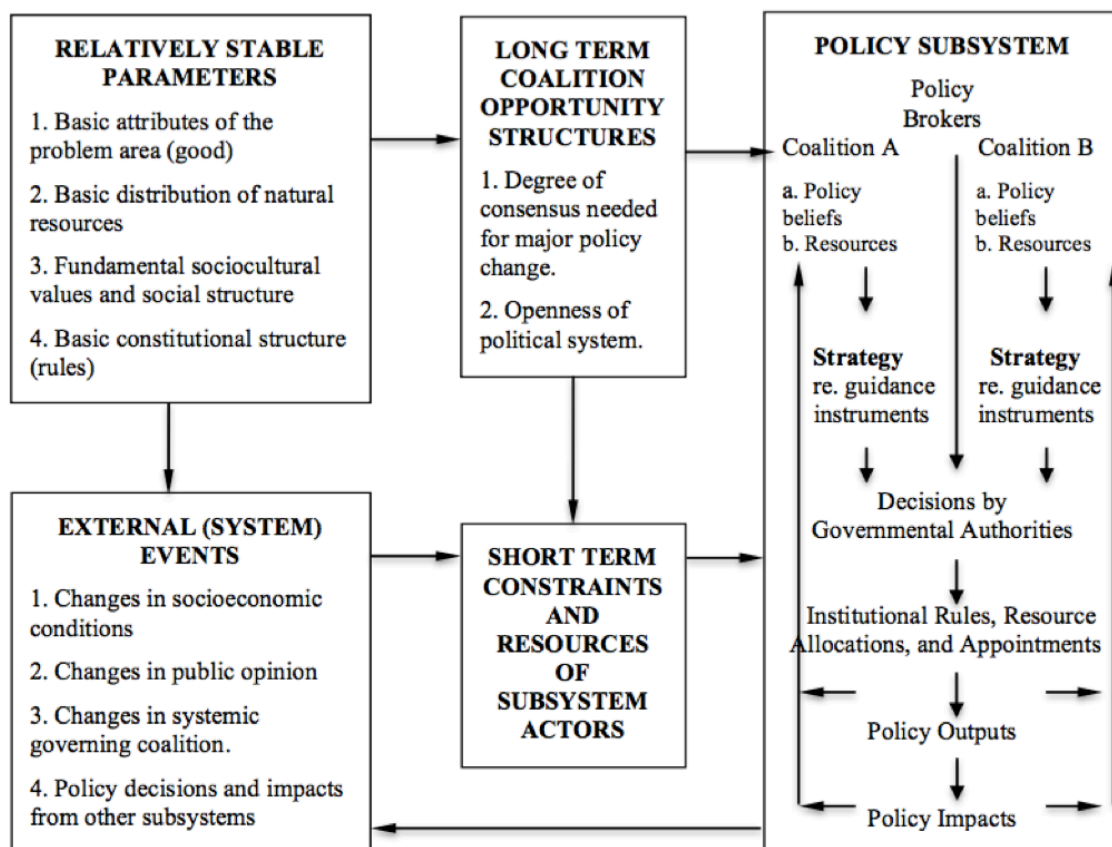 RELATIVELY STABLE
PARAMETERS
1. Basic attributes of the
problem area (good)
2. Basic distribution of natural
resources
3. Fundamental sociocultural
values and social structure
4. Basic constitutional structure
(rules)
LONG TERM
COALITION
OPPORTUNITY
STRUCTURES
1. Degree of
consensus needed
for major policy
change.
2. Openness of
political system.
EXTERNAL (SYSTEM)
EVENTS
1. Changes in socioeconomic
conditions
2. Changes in public opinion
3. Changes in systemic
governing coalition.
4. Policy decisions and impacts
from other subsystems
SHORT TERM
CONSTRAINTS
AND
RESOURCES
OF
SUBSYSTEM
ACTORS
POLICY SUBSYSTEM
Policy
Brokers
Coalition A
a. Policy
beliefs
b. Resources
Strategy
re. guidance
instruments
Coalition B
a. Policy
beliefs
b. Resources
Strategy
re. guidance
instruments
Decisions by
Governmental Authorities
Institutional Rules, Resource
Allocations, and Appointments
Policy Outputs
Policy Impacts